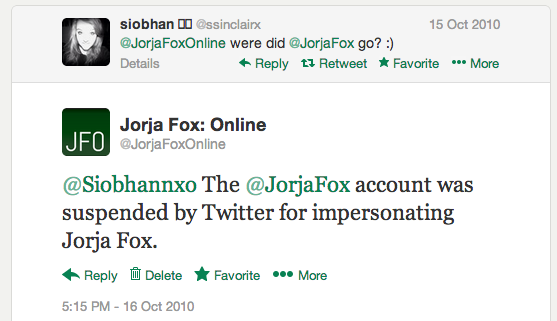 siobhan @ssinclairx 15 Oct 2010
@JorjaFoxOnline were did @JorjaFox go? :)
Details Reply Retweet Favorite More
JFO
Jorja Fox: Online
@JorjaFoxOnline
@Siobhannxo The @JorjaFox account was
suspended by Twitter for impersonating
Jorja Fox.
Reply Delete Favorite More
5:15 PM - 16 Oct 2010